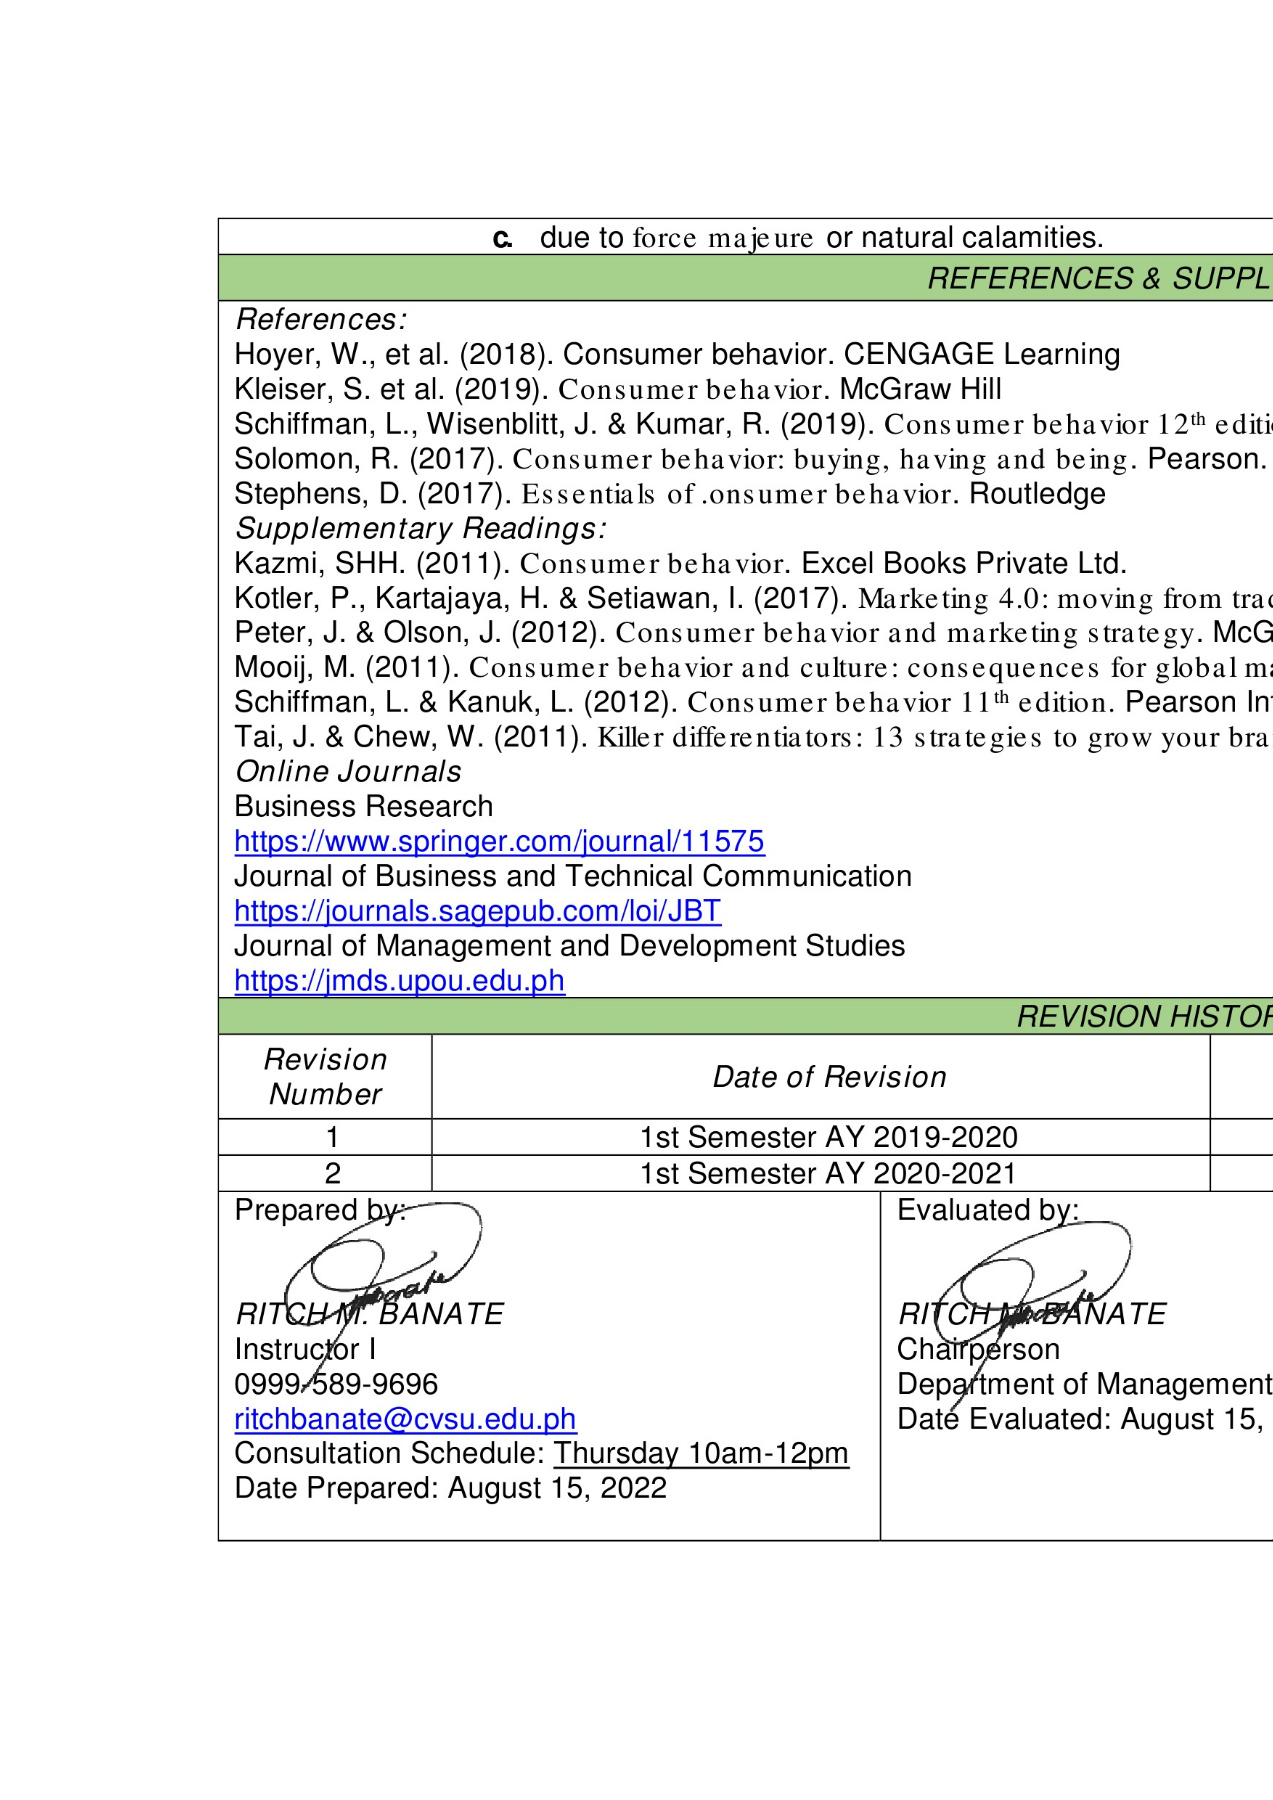 c. due to force majeure or natural calamities.
REFERENCES & SUPPL
References:
Hoyer, W., et al. (2018). Consumer behavior. CENGAGE Learning
Kleiser, S. et al. (2019). Consumer behavior. McGraw Hill
Schiffman, L., Wisenblitt, J. & Kumar, R. (2019). Consumer behavior 12th editi
Solomon, R. (2017). Consumer behavior: buying, having and being. Pearson.
Stephens, D. (2017). Essentials of .onsumer behavior. Routledge
Supplementary Readings:
Kazmi, SHH. (2011). Consumer behavior. Excel Books Private Ltd.
Kotler, P., Kartajaya, H. & Setiawan, I. (2017). Marketing 4.0: moving from trad
Peter, J. & Olson, J. (2012). Consumer behavior and marketing strategy. McG
Mooij, M. (2011). Consumer behavior and culture: consequences for global ma
Schiffman, L. & Kanuk, L. (2012). Consumer behavior 11th edition. Pearson Int
Tai, J. & Chew, W. (2011). Killer differentiators: 13 strategies to grow your bra
Online Journals
Business Research
https://www.springer.com/journal/11575
Journal of Business and Technical Communication
https://journals.sagepub.com/loi/JBT
Journal of Management and Development Studies
https://jmds.upou.edu.ph
REVISION HISTOR
Revision
Number
Date of Revision
1 1st Semester AY 2019-2020
2 1st Semester AY 2020-2021
Prepared by:
RITCH M. BANATE
Instructor I
0999-589-9696
ritchbanate@cvsu.edu.ph
Consultation Schedule: Thursday 10am-12pm
Date Prepared: August 15, 2022
Evaluated by:
RITCH M. BANATE
Chairperson
Department of Management
Date Evaluated: August 15,